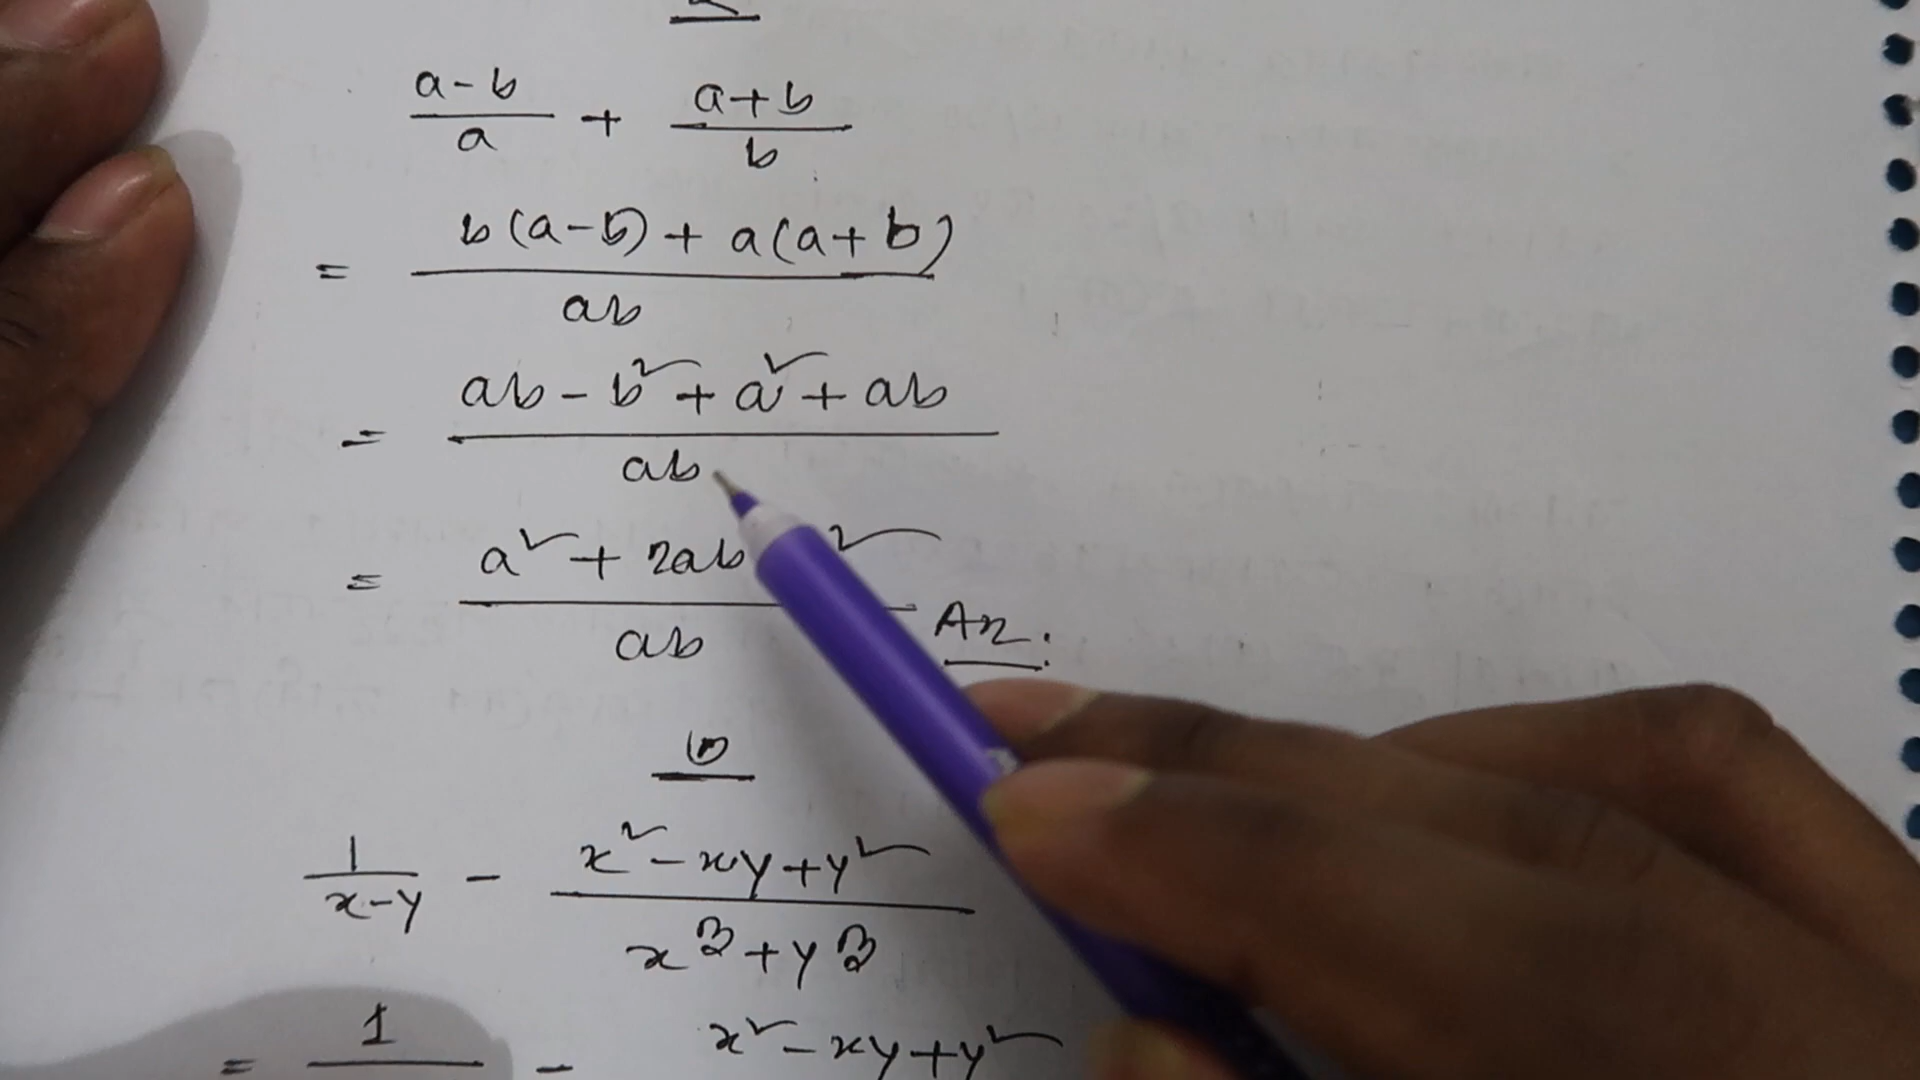 a-b/a + a+b/b
= b(a-b) + a(a+b)/ab
= ab - b² + a² + ab/ab
= a² + 2ab ²/ab An:
1/x-y - x² - xy + y²/x³ + y³
= 1 - x² - xy + y²